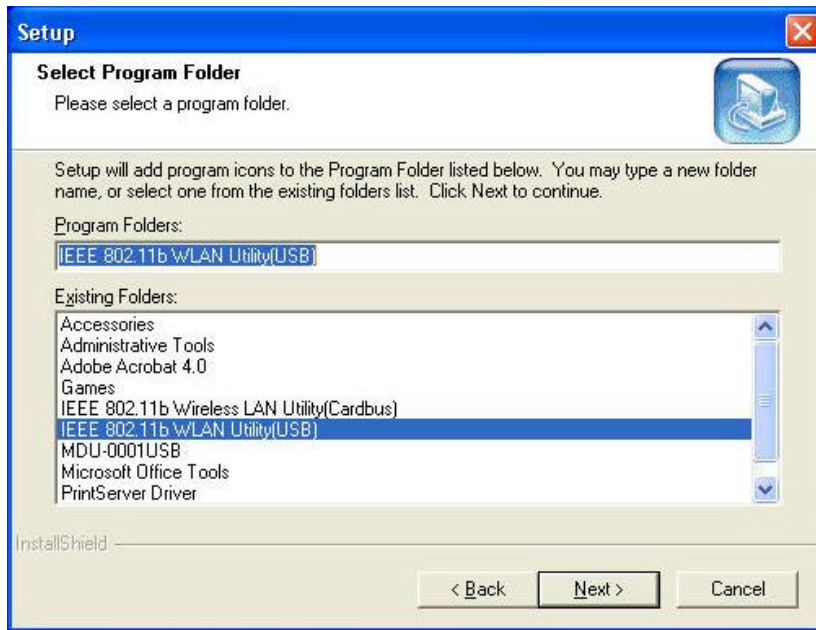 Setup
Select Program Folder
Please select a program folder.
Setup will add program icons to the Program Folder listed below. You may type a new folder
name, or select one from the existing folders list. Click Next to continue.
Program Folders:
IEEE 802.11b WLAN Utility(USB)
Existing Folders:
Accessories
Administrative Tools
Adobe Acrobat 4.0
Games
IEEE 802.11b Wireless LAN Utility(Cardbus)
IEEE 802.11b WLAN Utility(USB)
MDU-0001USB
Microsoft Office Tools
PrintServer Driver
InstallShield
< Back
Next >
Cancel